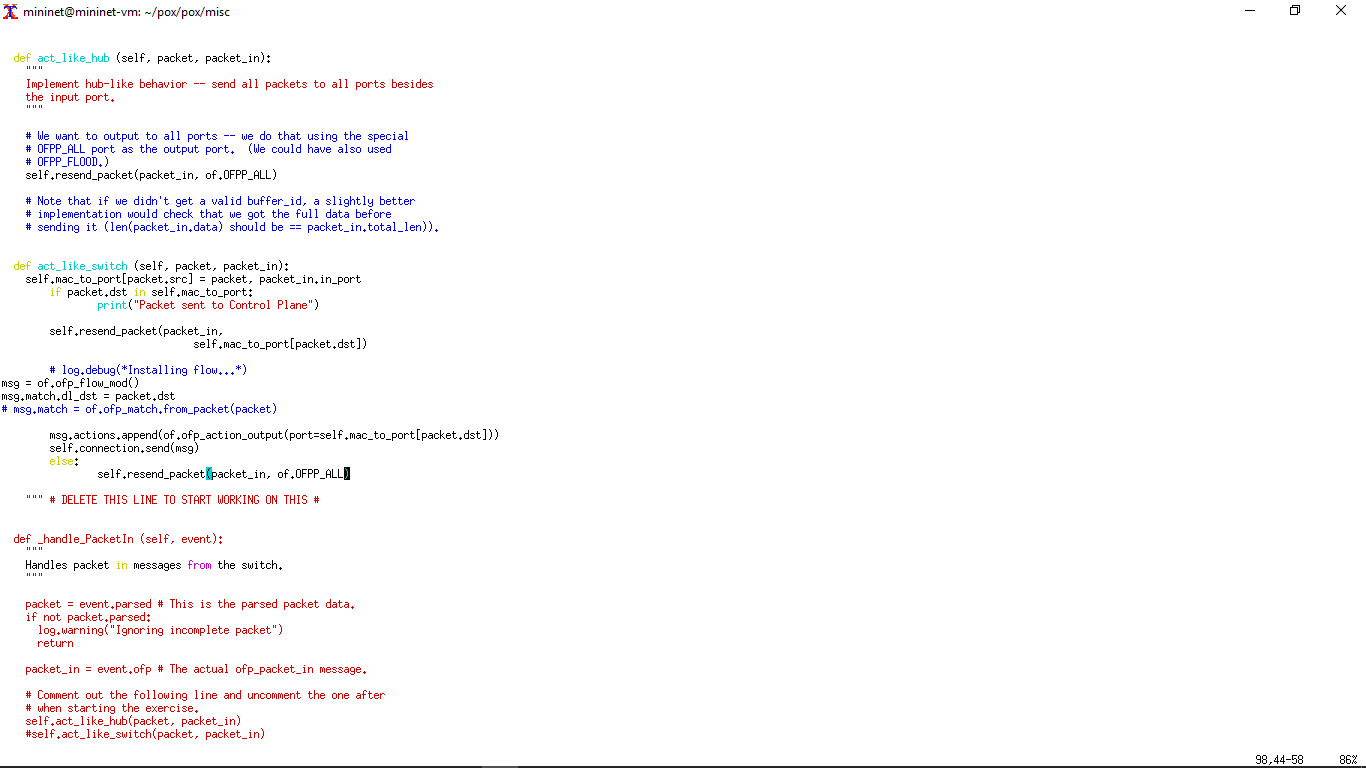 mininet@mininet-vm: ~/pox/pox/misc
def act_like_hub (self, packet, packet_in):
"""
Implement hub-like behavior -- send all packets to all ports besides
the input port.
"""
# We want to output to all ports -- we do that using the special
# OFPP_ALL port as the output port.  (We could have also used
# OFPP_FLOOD.)
self.resend_packet(packet_in, of.OFPP_ALL)
# Note that if we didn't get a valid buffer_id, a slightly better
# implementation would check that we got the full data before
# sending it (len(packet_in.data) should be == packet_in.total_len)).
def act_like_switch (self, packet, packet_in):
self.mac_to_port[packet.src] = packet, packet_in.in_port
if packet.dst in self.mac_to_port:
print("Packet sent to Control Plane")
self.resend_packet(packet_in,
self.mac_to_port[packet.dst])
# log.debug(*Installing flow...*)
msg = of.ofp_flow_mod()
msg.match.dl_dst = packet.dst
# msg.match = of.ofp_match.from_packet(packet)
msg.actions.append(of.ofp_action_output(port=self.mac_to_port[packet.dst]))
self.connection.send(msg)
else:
self.resend_packet(packet_in, of.OFPP_ALL)
""" # DELETE THIS LINE TO START WORKING ON THIS #
def _handle_PacketIn (self, event):
"""
Handles packet in messages from the switch.
"""
packet = event.parsed # This is the parsed packet data.
if not packet.parsed:
log.warning("Ignoring incomplete packet")
return
packet_in = event.ofp # The actual ofp_packet_in message.
# Comment out the following line and uncomment the one after
# when starting the exercise.
self.act_like_hub(packet, packet_in)
#self.act_like_switch(packet, packet_in)
98,44-58 86%